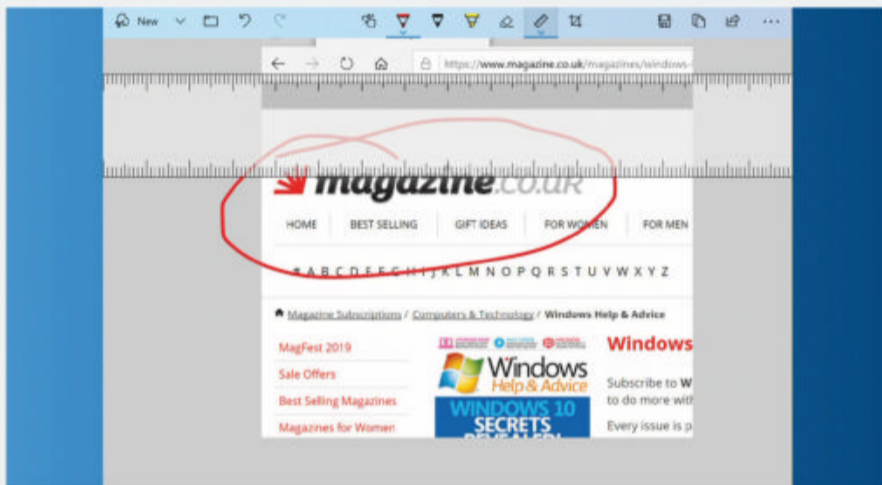 New
https://www.magazine.co.uk/magazines/windows-
magazine.co.uk
HOME BEST SELLING GIFT IDEAS FOR WOMEN FOR MEN
# A B C D E F G H I J K L M N O P Q R S T U V W X Y Z
Magazine Subscriptions / Computers & Technology / Windows Help & Advice
MagFest 2019
Sale Offers
Best Selling Magazines
Magazines for Women
Windows
Help & Advice
WINDOWS 10
SECRETS
REVEALED!
Windows
Subscribe to W
to do more with
Every issue is p